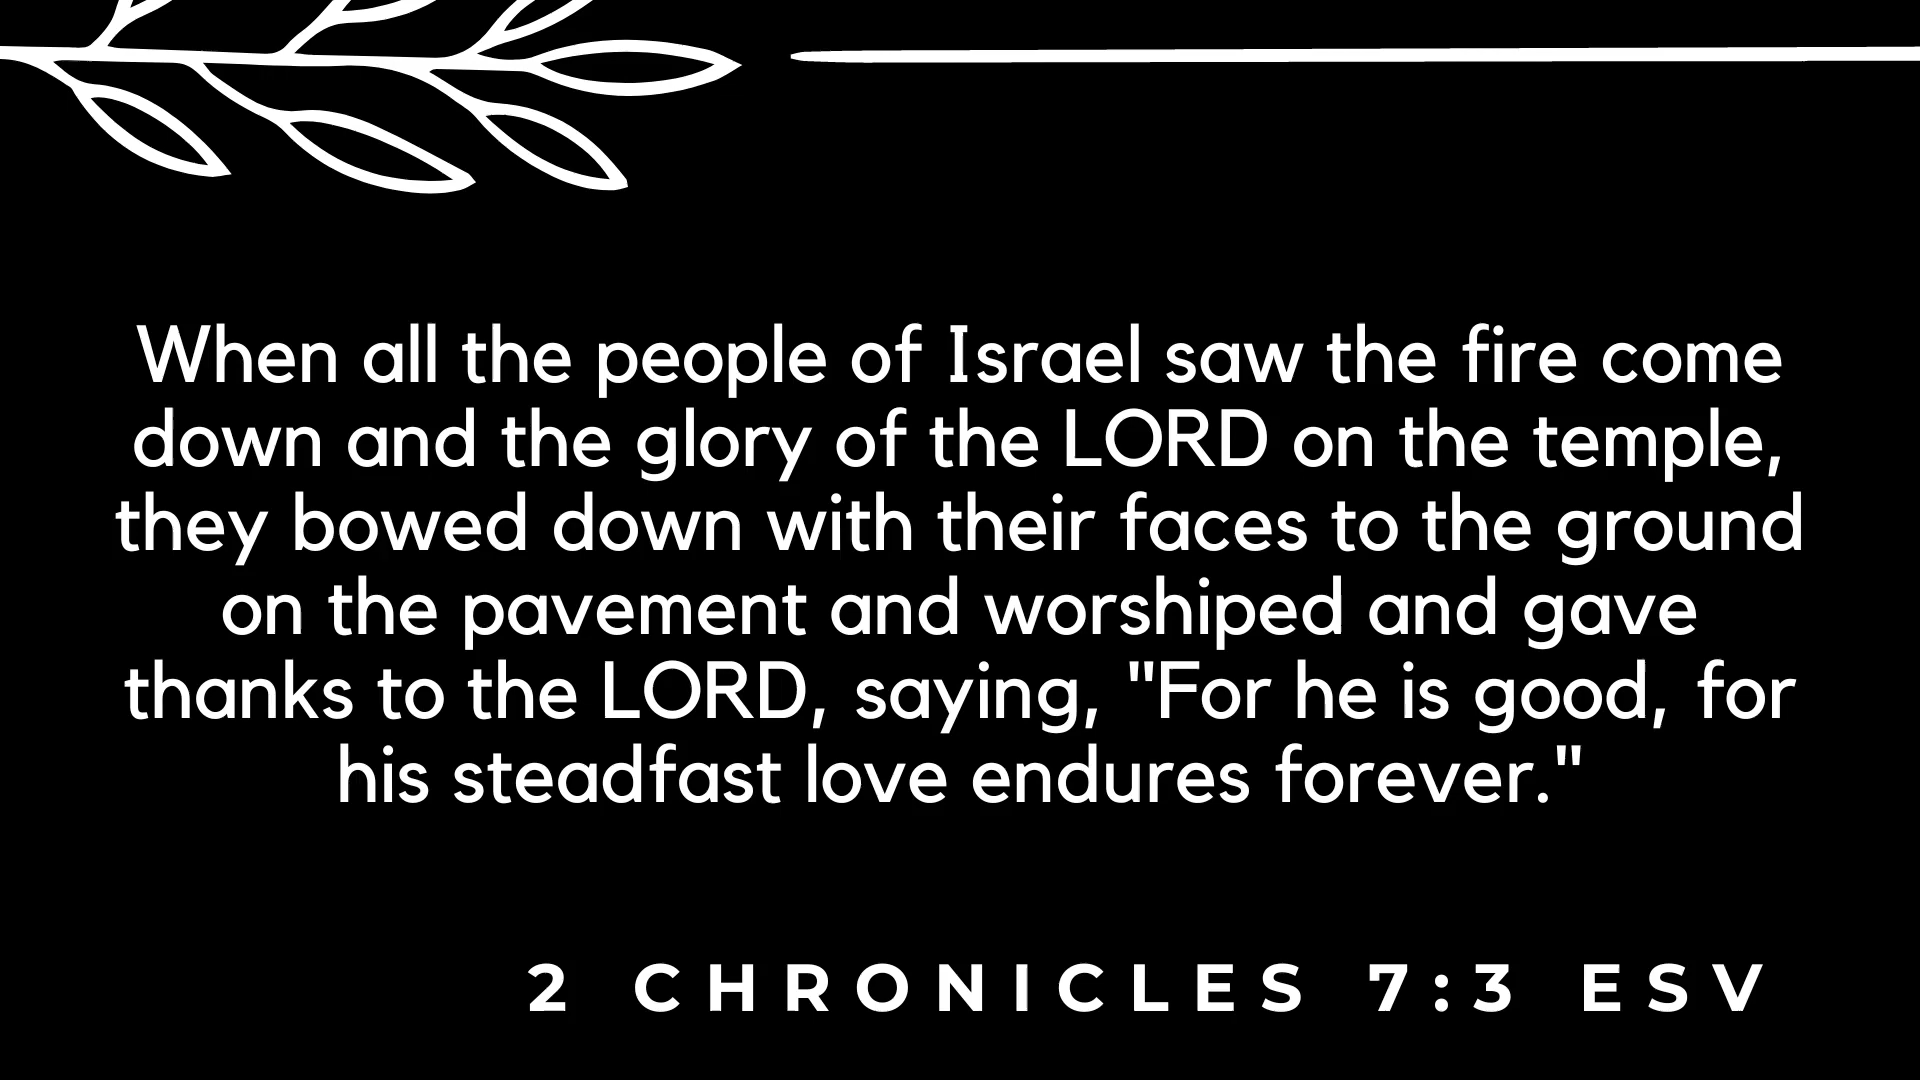 When all the people of Israel saw the fire come
down and the glory of the LORD on the temple,
they bowed down with their faces to the ground
on the pavement and worshiped and gave
thanks to the LORD, saying, "For he is good, for
his steadfast love endures forever."
2 CHRONICLES 7:3 ESV